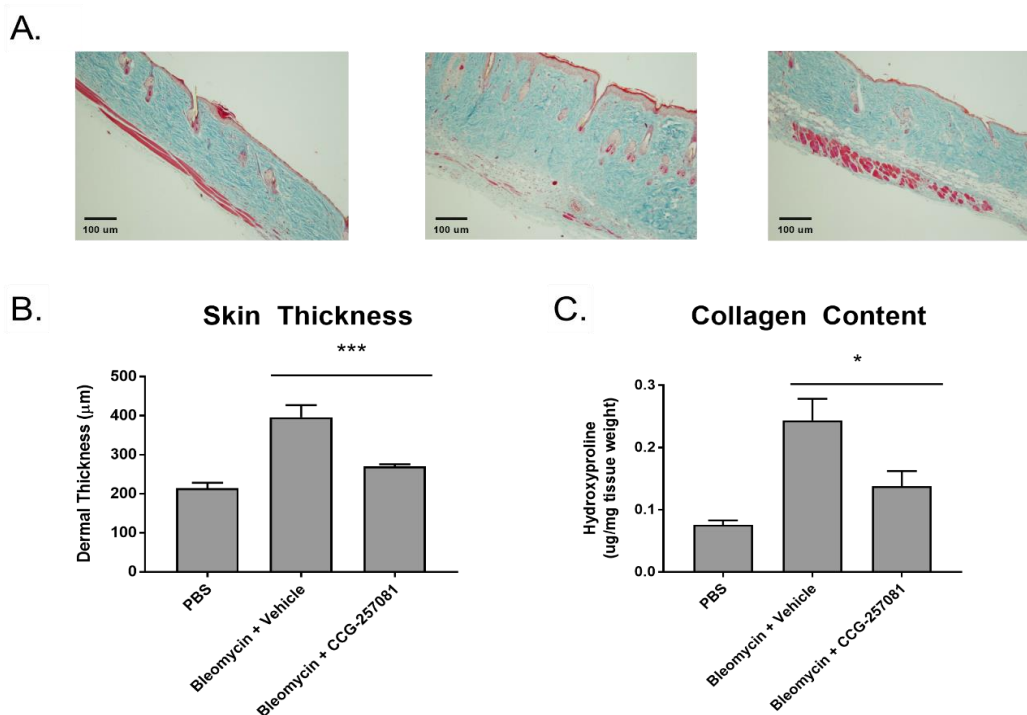 A.
100 um
100 um
100 um
B.
Skin Thickness
***
Dermal Thickness (μm)
500
400
300
200
100
0
PBS
Bleomycin + Vehicle
Bleomycin + CCG-257081
C.
Collagen Content
*
Hydroxyproline
(ug/mg tissue weight)
0.3
0.2
0.1
0.0
PBS
Bleomycin + Vehicle
Bleomycin + CCG-257081